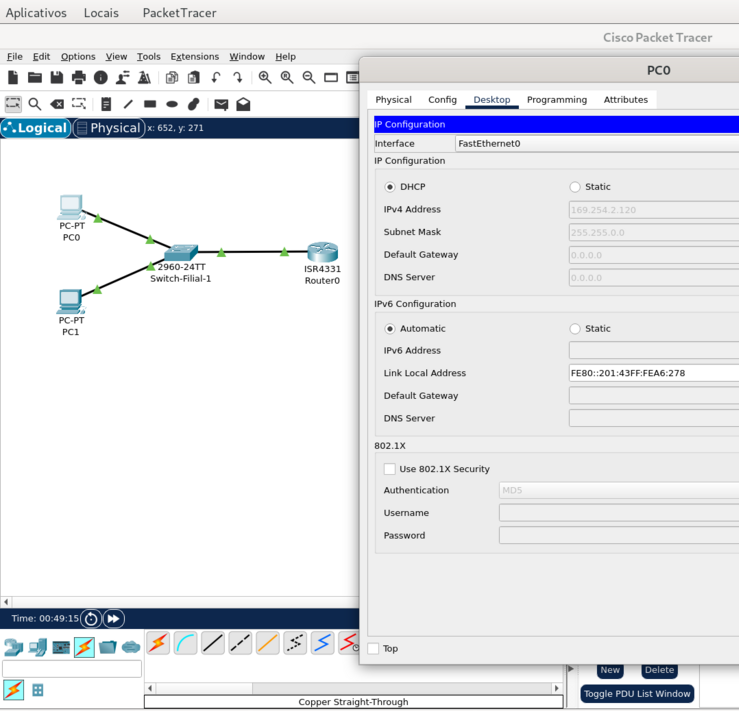 Aplicativos Locais PacketTracer
Cisco Packet Tracer
File Edit Options View Tools Extensions Window Help
PC0
Physical Config Desktop Programming Attributes
Logical Physical x: 652, y: 271
IP Configuration
Interface FastEthernet0
IP Configuration
DHCP Static
IPv4 Address 169.254.2.120
Subnet Mask 255.255.0.0
Default Gateway 0.0.0.0
DNS Server 0.0.0.0
IPv6 Configuration
Automatic Static
IPv6 Address
Link Local Address FE80::201:43FF:FEA6:278
Default Gateway
DNS Server
802.1X
Use 802.1X Security
Authentication MD5
Username
Password
Top
PC-PT
PC0
2960-24TT
Switch-Filial-1
ISR4331
Router0
PC-PT
PC1
Time: 00:49:15
New Delete
Toggle PDU List Window
Copper Straight-Through